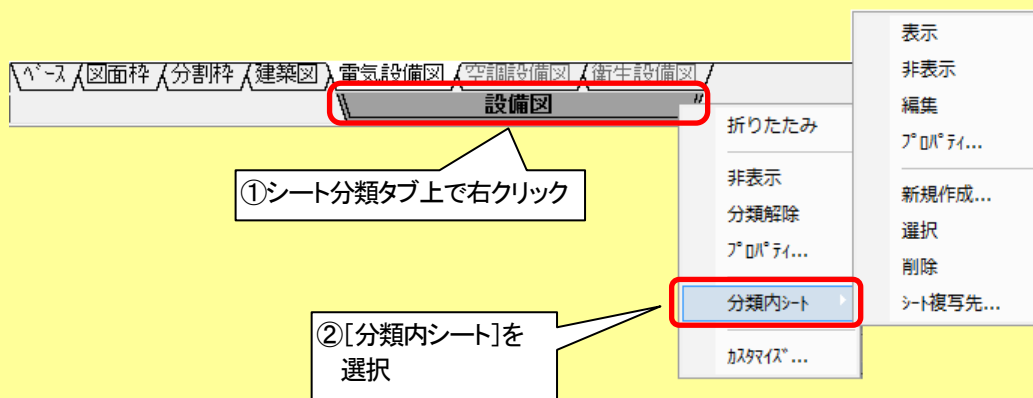 ﾍﾞｰｽ 図面枠 分割枠 建築図 電気設備図 空調設備図 衛生設備図
設備図
①シート分類タブ上で右クリック
②[分類内シート]を
選択
折りたたみ
非表示
分類解除
ﾌﾟﾛﾊﾟﾃｨ...
分類内ｼｰﾄ
ｶｽﾀﾏｲｽﾞ...
表示
非表示
編集
ﾌﾟﾛﾊﾟﾃｨ...
新規作成...
選択
削除
ｼｰﾄ複写先...